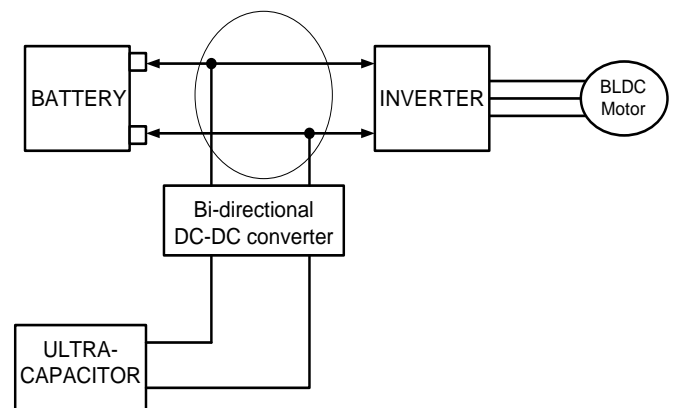 BATTERY
INVERTER
BLDC
Motor
Bi-directional
DC-DC converter
ULTRA-
CAPACITOR